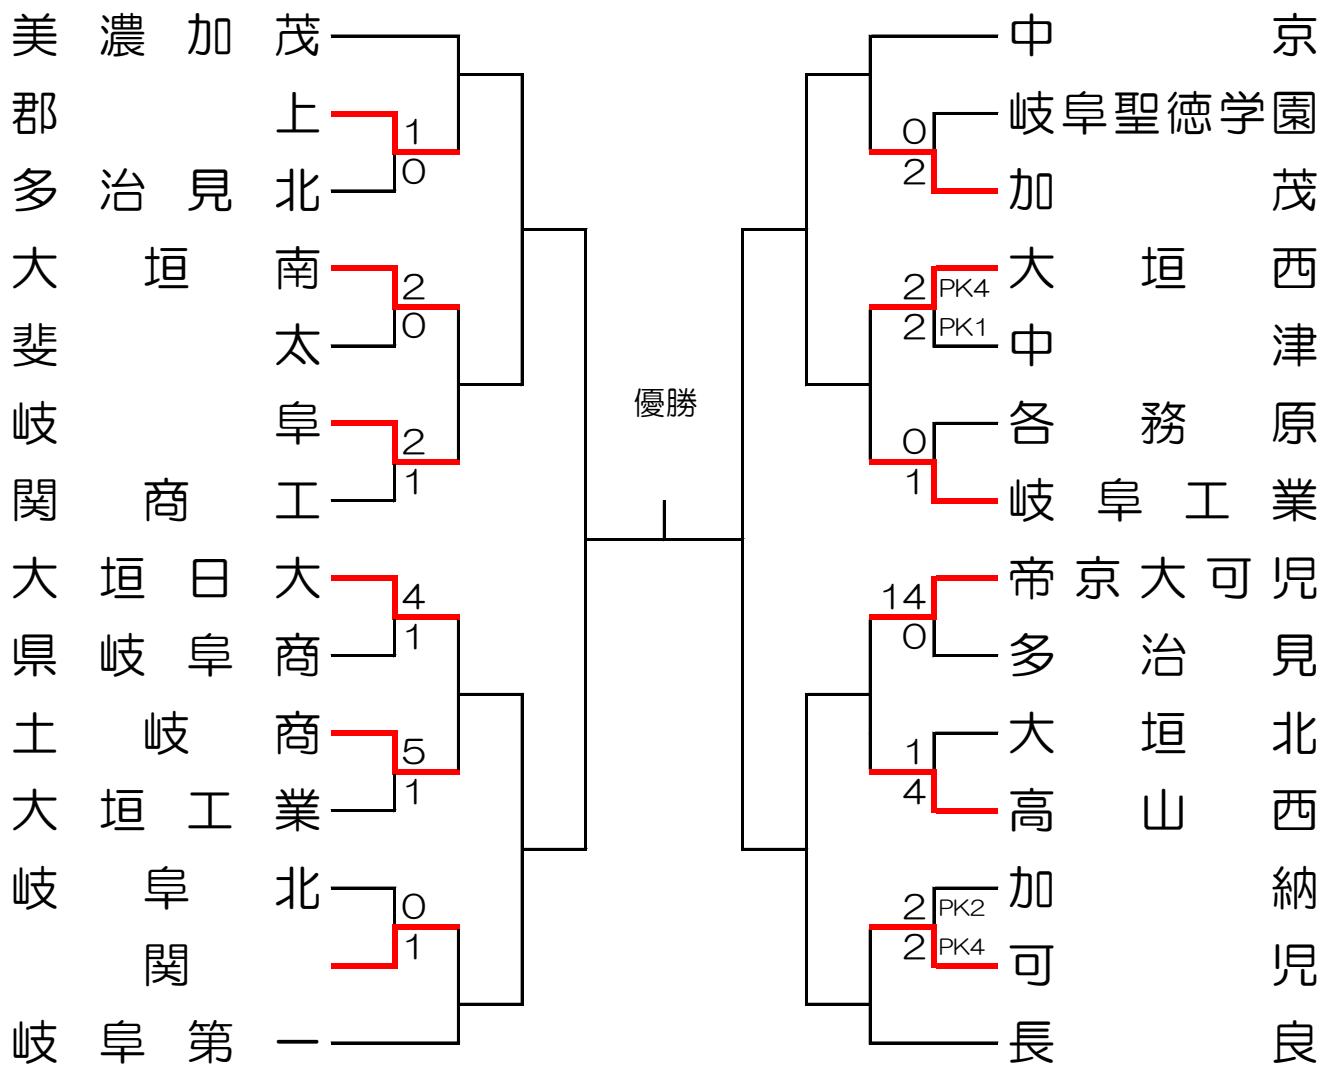 美濃加茂
郡上
1
0
多治見北
大垣南
2
0
斐太
岐阜
2
1
関商工
大垣日大
4
1
県岐阜商
土岐商
5
1
大垣工業
岐阜北
0
1
関
岐阜第一
優勝
中京
岐阜聖徳学園
0
2
加茂
大垣西
2 PK4
2 PK1
中津
各務原
0
1
岐阜工業
帝京大可児
14
0
多治見
大垣北
1
4
高山西
加納
2 PK2
2 PK4
可児
長良